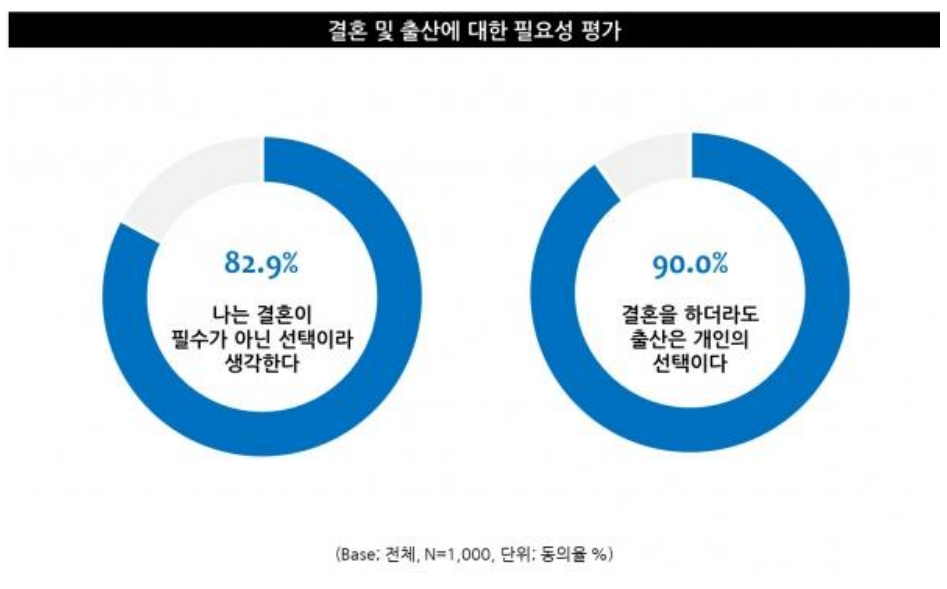 결혼 및 출산에 대한 필요성 평가
82.9%
나는 결혼이
필수가 아닌 선택이라
생각한다
90.0%
결혼을 하더라도
출산은 개인의
선택이다
(Base: 전체, N=1,000, 단위: 동의율 %)